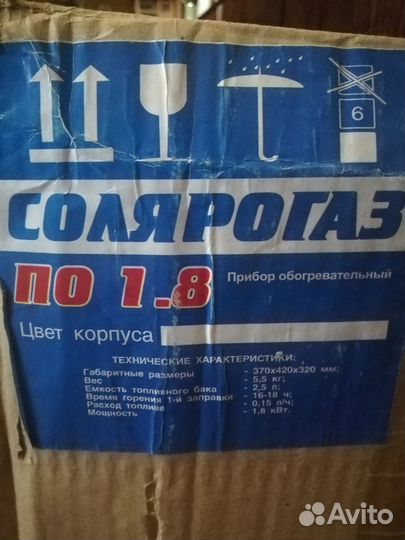 6
СОЛЯРОГАЗ
ПО 1.8 Прибор обогревательный
Цвет корпуса
ТЕХНИЧЕСКИЕ ХАРАКТЕРИСТИКИ:
Габаритные размеры - 370х420х320 мм;
Вес - 5,5 кг;
Емкость топливного бака - 2,5 л;
Время горения 1-й заправки - 16-18 ч;
Расход топлива - 0,15 л/ч;
Мощность - 1,8 кВт.
Avito